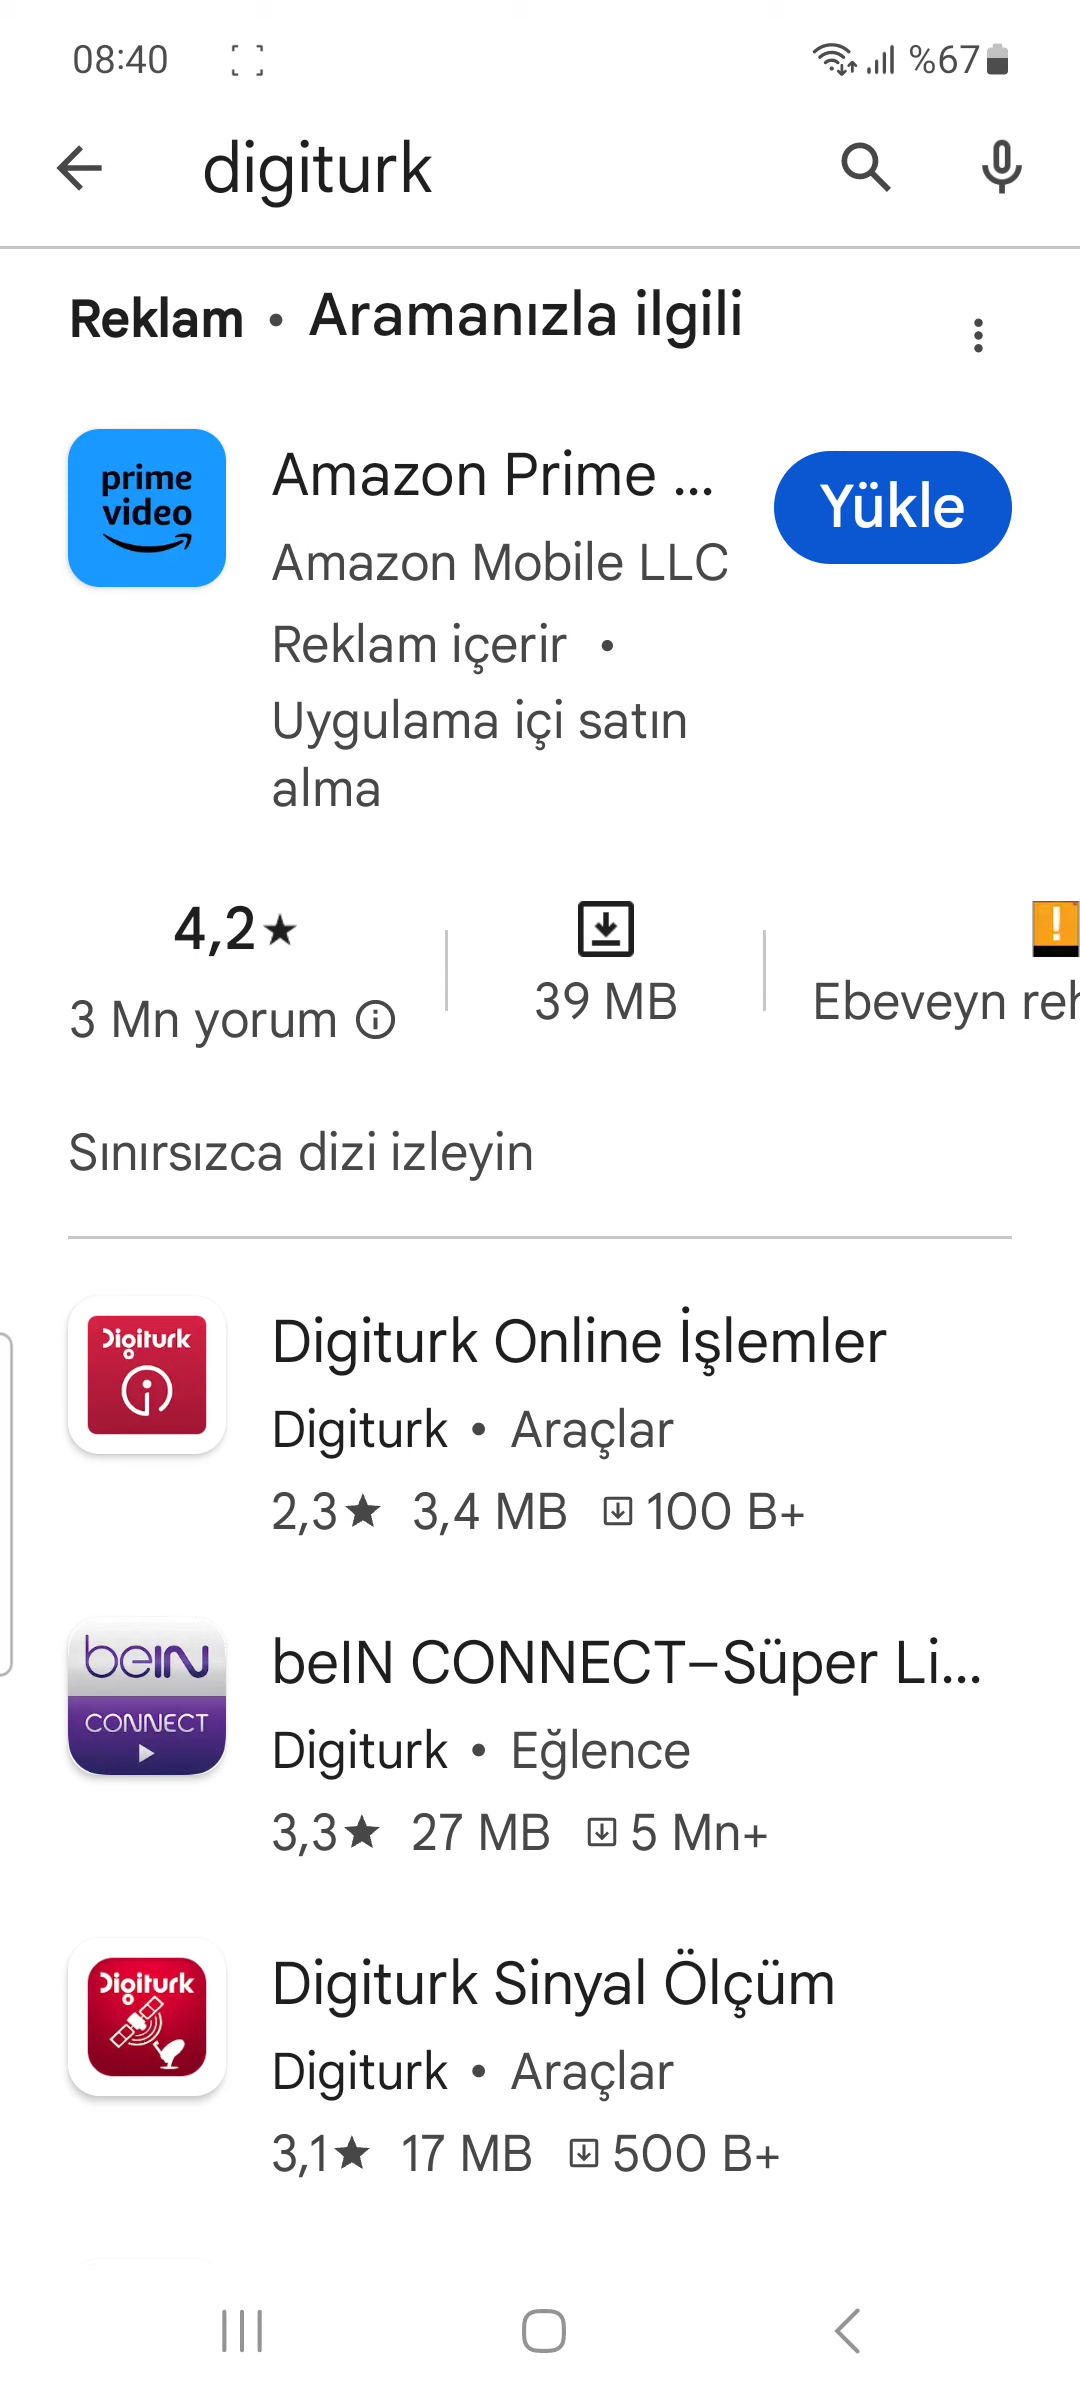 08:40 %67
digiturk
Reklam • Aramanızla ilgili
prime
video
Amazon Prime ...
Yükle
Amazon Mobile LLC
Reklam içerir •
Uygulama içi satın
alma
4,2★
3 Mn yorum
39 MB
Ebeveyn reh
Sınırsızca dizi izleyin
Digiturk
Digiturk Online İşlemler
Digiturk • Araçlar
2,3★ 3,4 MB 100 B+
beIN
CONNECT
beIN CONNECT–Süper Li...
Digiturk • Eğlence
3,3★ 27 MB 5 Mn+
Digiturk
Digiturk Sinyal Ölçüm
Digiturk • Araçlar
3,1★ 17 MB 500 B+